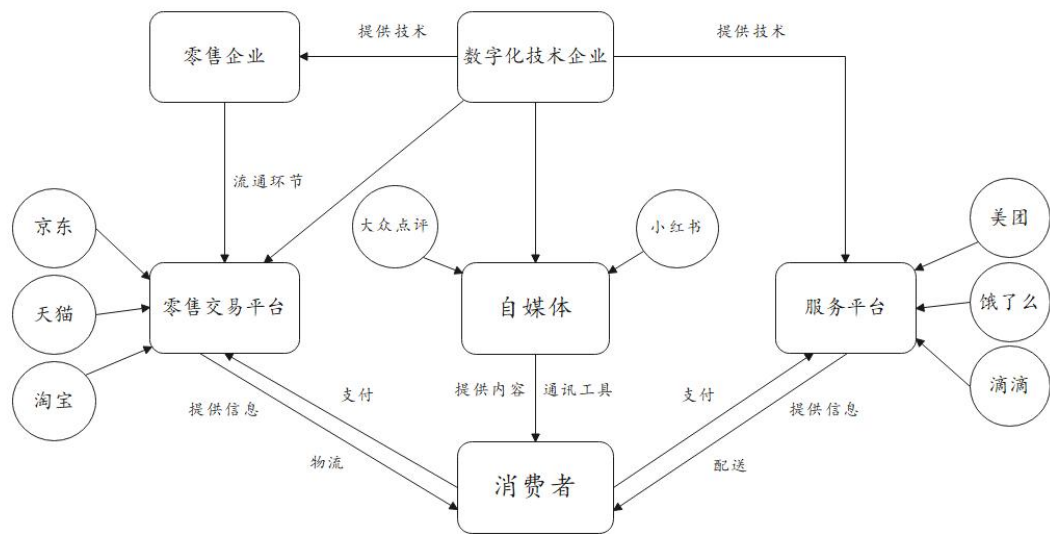 提供技术
提供技术
零售企业
数字化技术企业
流通环节
京东
大众点评
小红书
美团
天猫
零售交易平台
自媒体
服务平台
饿了么
淘宝
滴滴
提供信息
支付
提供内容
通讯工具
支付
提供信息
物流
配送
消费者